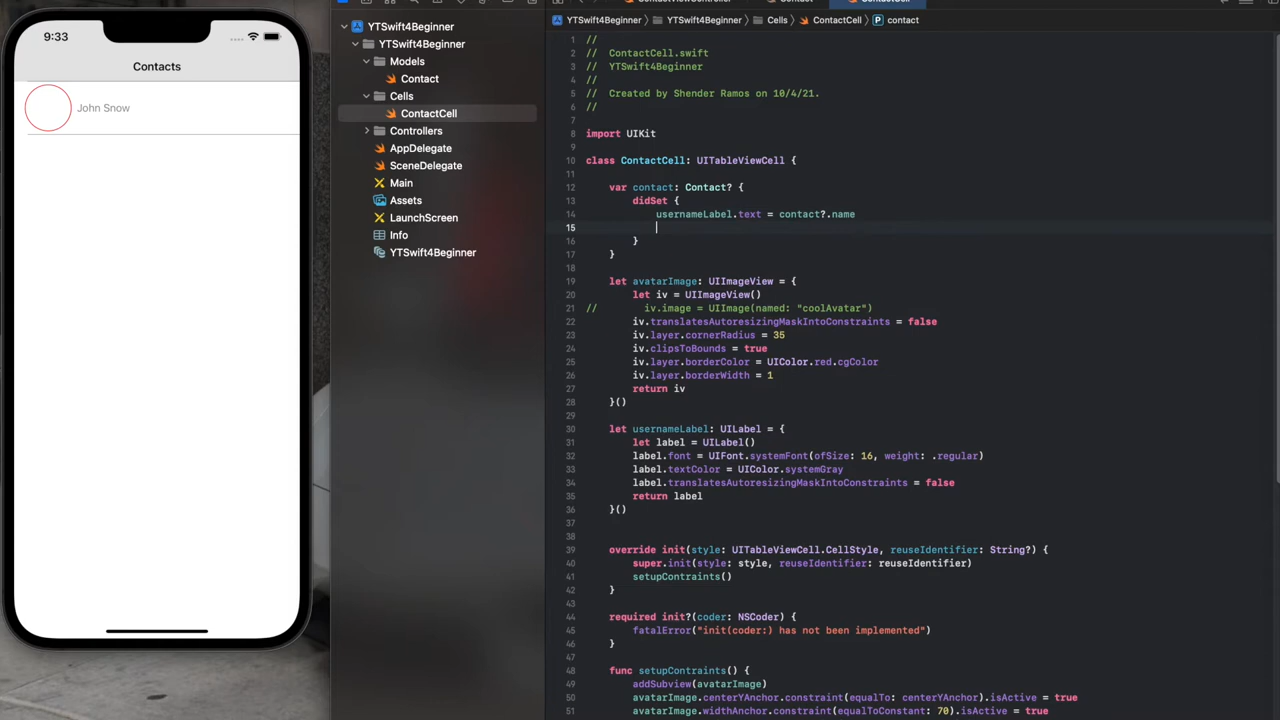 9:33
Contacts
John Snow
YTSwift4Beginner
YTSwift4Beginner
Models
Contact
Cells
ContactCell
Controllers
AppDelegate
SceneDelegate
Main
Assets
LaunchScreen
Info
YTSwift4Beginner
YTSwift4Beginner YTSwift4Beginner Cells ContactCell P contact
1 //
2 // ContactCell.swift
3 // YTSwift4Beginner
4 //
5 // Created by Shender Ramos on 10/4/21.
6 //
7
8 import UIKit
9
10 class ContactCell: UITableViewCell {
11
12 var contact: Contact? {
13 didSet {
14 usernameLabel.text = contact?.name
15
16 }
17 }
18
19 let avatarImage: UIImageView = {
20 let iv = UIImageView()
21 // iv.image = UIImage(named: "coolAvatar")
22 iv.translatesAutoresizingMaskIntoConstraints = false
23 iv.layer.cornerRadius = 35
24 iv.clipsToBounds = true
25 iv.layer.borderColor = UIColor.red.cgColor
26 iv.layer.borderWidth = 1
27 return iv
28 }()
29
30 let usernameLabel: UILabel = {
31 let label = UILabel()
32 label.font = UIFont.systemFont(ofSize: 16, weight: .regular)
33 label.textColor = UIColor.systemGray
34 label.translatesAutoresizingMaskIntoConstraints = false
35 return label
36 }()
37
38
39 override init(style: UITableViewCell.CellStyle, reuseIdentifier: String?) {
40 super.init(style: style, reuseIdentifier: reuseIdentifier)
41 setupContraints()
42 }
43
44 required init?(coder: NSCoder) {
45 fatalError("init(coder:) has not been implemented")
46 }
47
48 func setupContraints() {
49 addSubview(avatarImage)
50 avatarImage.centerYAnchor.constraint(equalTo: centerYAnchor).isActive = true
51 avatarImage.widthAnchor.constraint(equalToConstant: 70).isActive = true